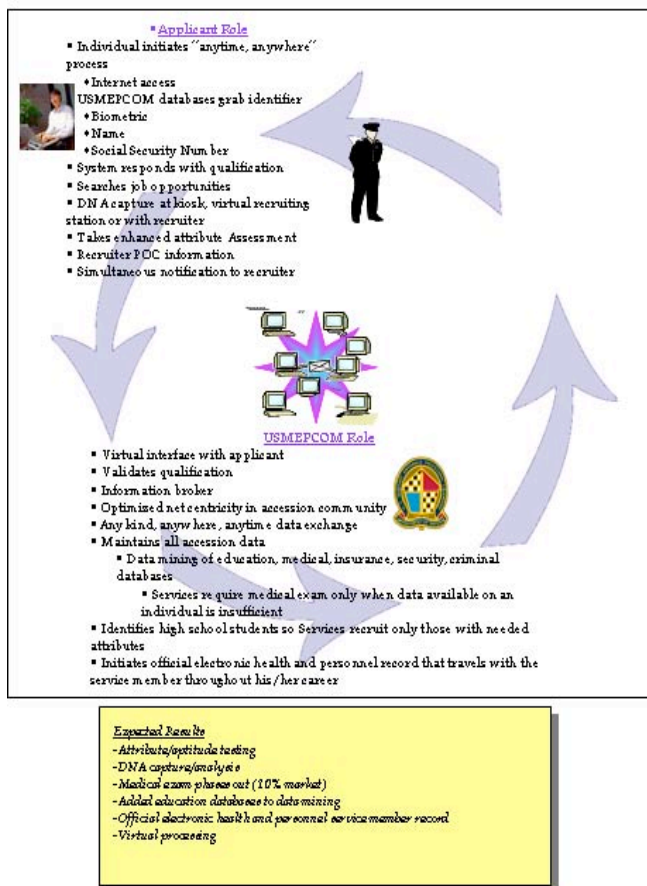 ▪ Applicant Role
▪ Individual initiates "anytime, anywhere"
process
♦Internet access
USMEPCOM databases grab identifier
♦Biometric
♦Name
♦Social Security Number
▪ System responds with qualification
▪ Searches job opportunities
▪ DNA capture at kiosk, virtual recruiting
station or with recruiter
▪ Takes enhanced attribute Assessment
▪ Recruiter POC information
▪ Simultaneous notification to recruiter
USMEPCOM Role
▪ Virtual interface with applicant
▪ Validates qualification
▪ Information broker
▪ Optimized net centricity in accession community
▪ Any kind, anywhere, anytime data exchange
▪ Maintains all accession data
▪ Data mining of education, medical, insurance, security, criminal
databases
▪ Services require medical exam only when data available on an
individual is insufficient
▪ Identifies high school students so Services recruit only those with needed
attributes
▪ Initiates official electronic health and personnel record that travels with the
service member throughout his/her career
Expected Results
-Attribute/aptitude testing
-DNA capture/analysis
-Medical exam phases out (10% market)
-Added education databases to data mining
-Official electronic health and personnel service member record
-Virtual processing